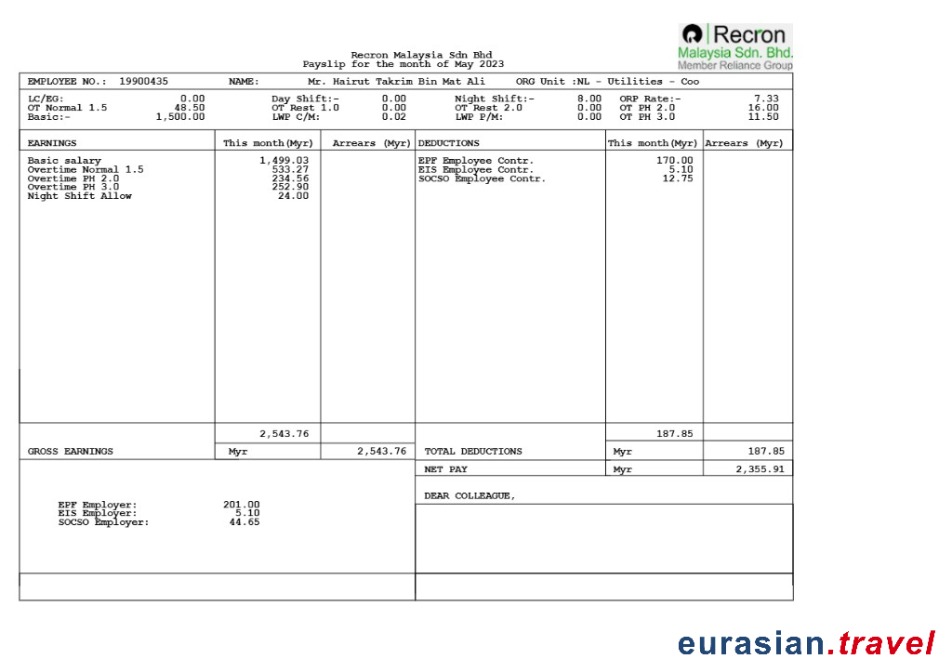 Recron
Malaysia Sdn. Bhd.
Member Reliance Group
Recron Malaysia Sdn Bhd
Payslip for the month of May 2023
EMPLOYEE NO.: 19900435 NAME: Mr. Hairut Takrim Bin Mat Ali ORG Unit :NL - Utilities - Coo
LC/EG: 0.00 Day Shift:- 0.00 Night Shift:- 8.00 ORP Rate:- 7.33
OT Normal 1.5 48.50 OT Rest 1.0 0.00 OT Rest 2.0 0.00 OT PH 2.0 16.00
Basic:- 1,500.00 LWP C/M: 0.02 LWP P/M: 0.00 OT PH 3.0 11.50
EARNINGS This month(Myr) Arrears (Myr) DEDUCTIONS This month(Myr) Arrears (Myr)
Basic salary 1,499.03 EPF Employee Contr. 170.00
Overtime Normal 1.5 533.27 EIS Employee Contr. 5.10
Overtime PH 2.0 234.56 SOCSO Employee Contr. 12.75
Overtime PH 3.0 252.90
Night Shift Allow 24.00
2,543.76 187.85
GROSS EARNINGS Myr 2,543.76 TOTAL DEDUCTIONS Myr 187.85
NET PAY Myr 2,355.91
DEAR COLLEAGUE,
EPF Employer: 201.00
EIS Employer: 5.10
SOCSO Employer: 44.65
eurasian.travel